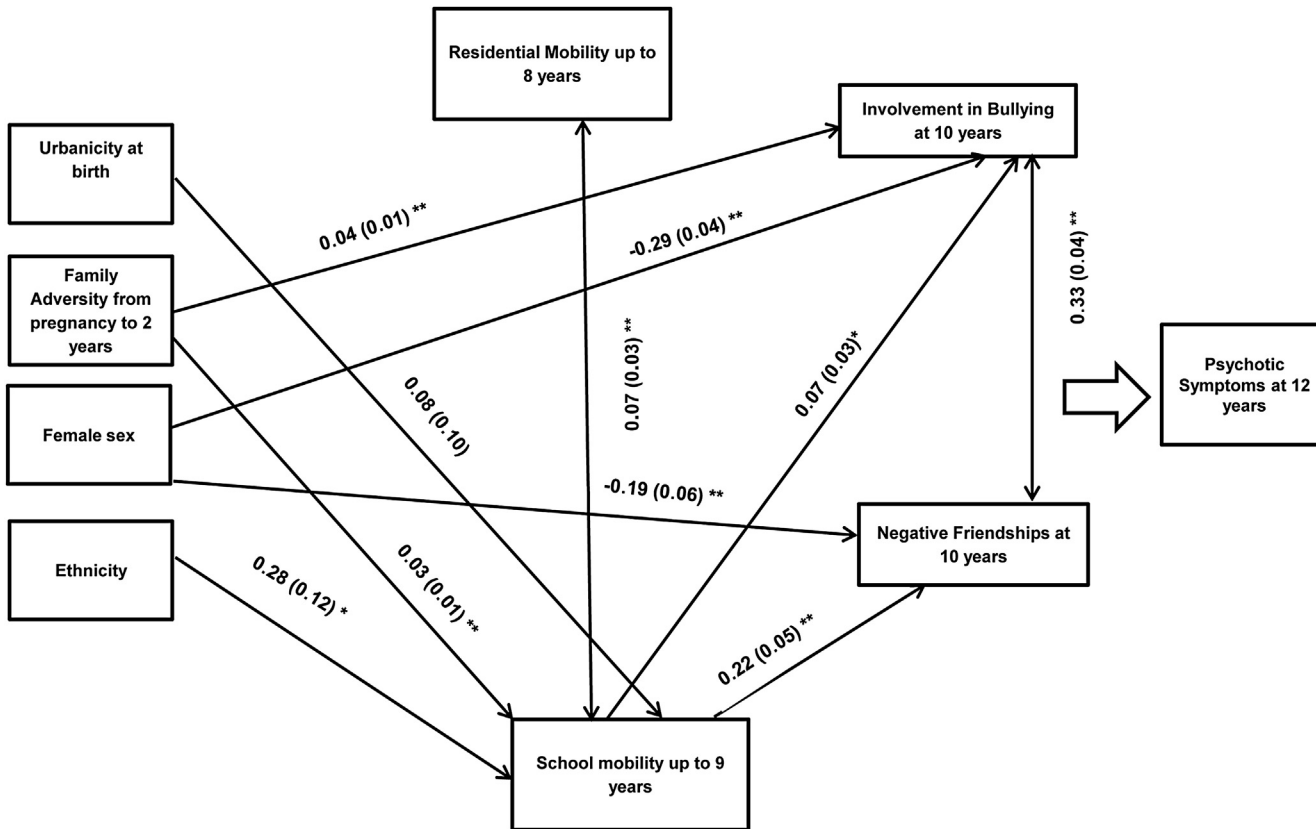 Residential Mobility up to
8 years
Involvement in Bullying
at 10 years
Urbanicity at
birth
0.04 (0.01) **
-0.29 (0.04) **
Family
Adversity from
pregnancy to 2
years
0.33 (0.04) **
0.07 (0.03) **
0.07 (0.03)*
Psychotic
Symptoms at 12
years
0.08 (0.10)
Female sex
-0.19 (0.06) **
Negative Friendships at
10 years
Ethnicity
0.28 (0.12) *
0.03 (0.01) **
0.22 (0.05) **
School mobility up to 9
years